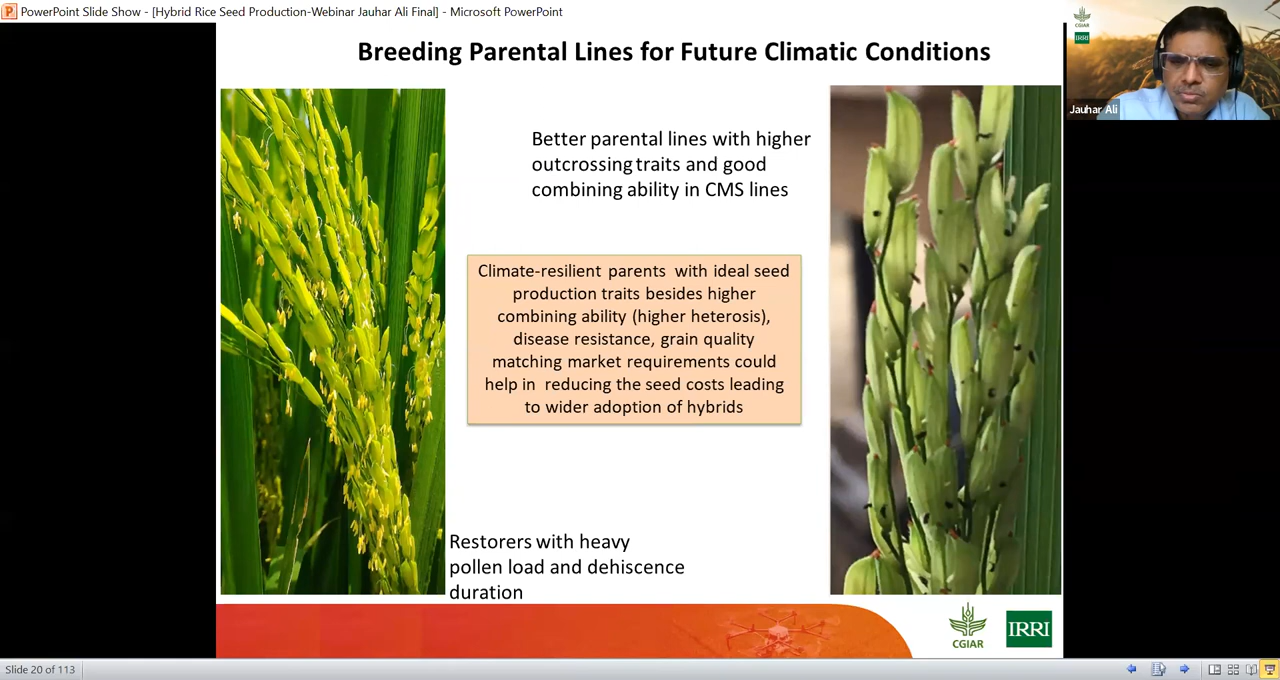 PowerPoint Slide Show - [Hybrid Rice Seed Production-Webinar Jauhar Ali Final] - Microsoft PowerPoint
Breeding Parental Lines for Future Climatic Conditions
CGIAR
IRRI
Jauhar Ali
Better parental lines with higher
outcrossing traits and good
combining ability in CMS lines
Climate-resilient parents with ideal seed
production traits besides higher
combining ability (higher heterosis),
disease resistance, grain quality
matching market requirements could
help in reducing the seed costs leading
to wider adoption of hybrids
Restorers with heavy
pollen load and dehiscence
duration
CGIAR
IRRI
Slide 20 of 113